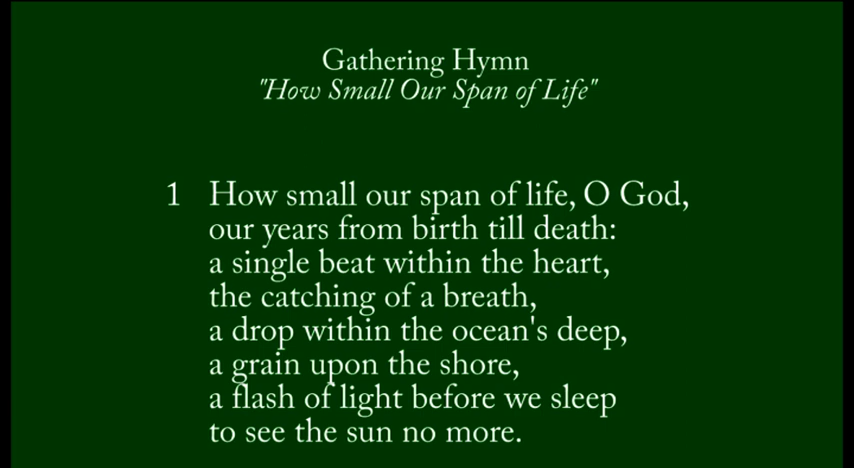 Gathering Hymn
"How Small Our Span of Life"
1 How small our span of life, O God,
our years from birth till death:
a single beat within the heart,
the catching of a breath,
a drop within the ocean's deep,
a grain upon the shore,
a flash of light before we sleep
to see the sun no more.